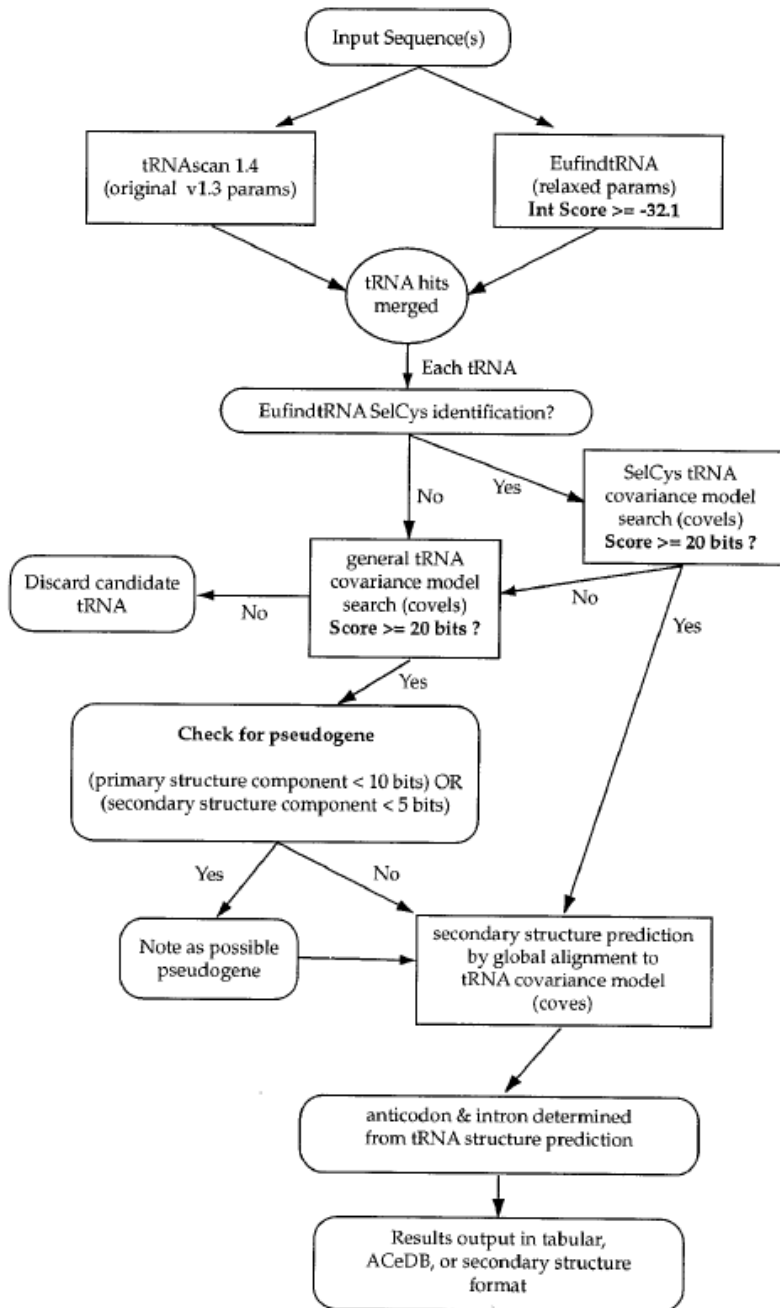 Input Sequence(s)
tRNAscan 1.4
(original v1.3 params)
EufindtRNA
(relaxed params)
Int Score >= -32.1
tRNA hits
merged
Each tRNA
EufindtRNA SelCys identification?
No
Yes
SelCys tRNA
covariance model
search (covels)
Score >= 20 bits ?
general tRNA
covariance model
search (covels)
Score >= 20 bits ?
Discard candidate
tRNA
No
No
Yes
Yes
Check for pseudogene
(primary structure component < 10 bits) OR
(secondary structure component < 5 bits)
Yes
No
Note as possible
pseudogene
secondary structure prediction
by global alignment to
tRNA covariance model
(coves)
anticodon & intron determined
from tRNA structure prediction
Results output in tabular,
ACeDB, or secondary structure
format